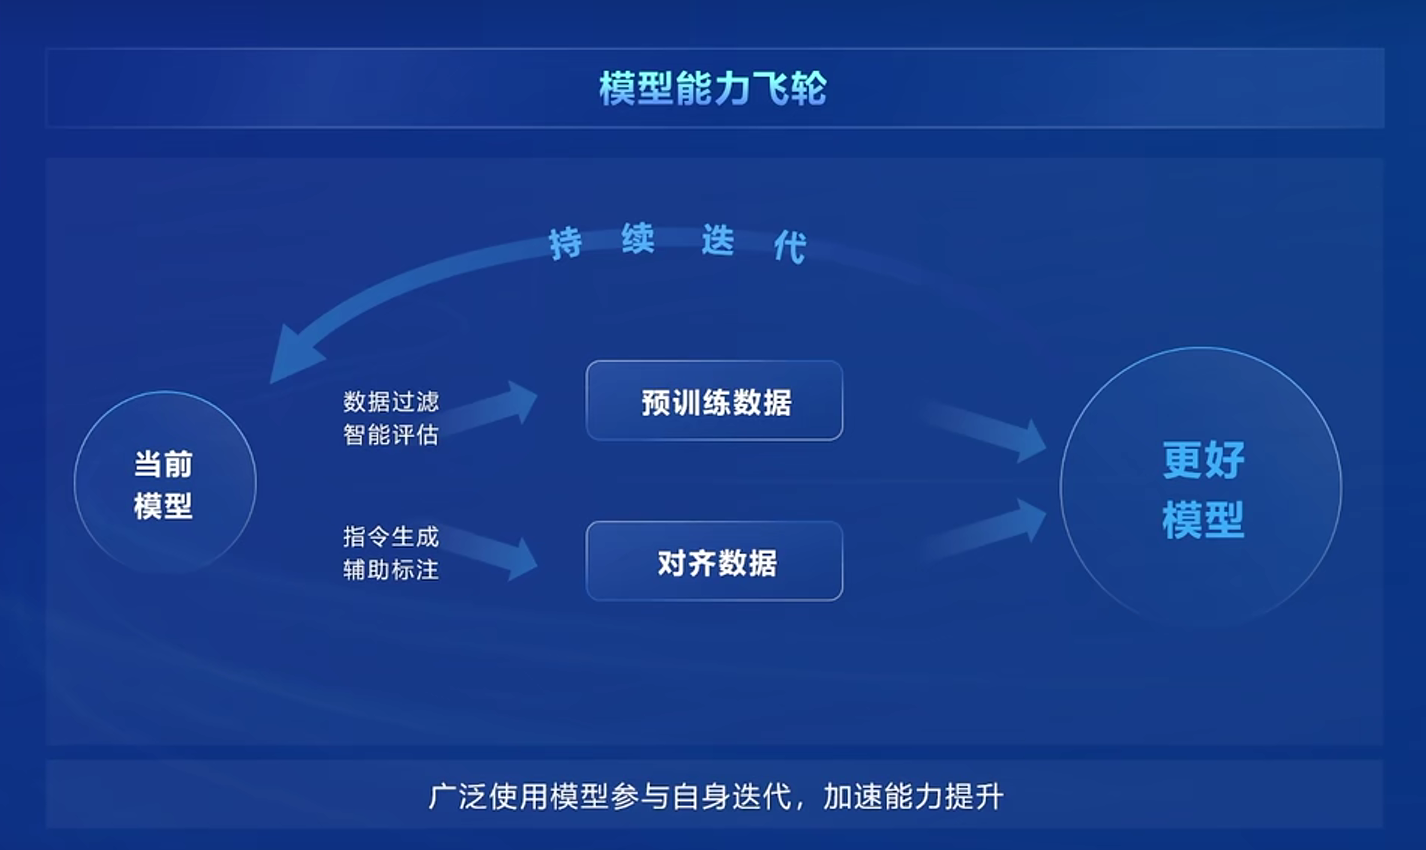 模型能力飞轮
持续迭代
数据过滤
智能评估
预训练数据
当前
模型
更好
模型
指令生成
辅助标注
对齐数据
广泛使用模型参与自身迭代，加速能力提升